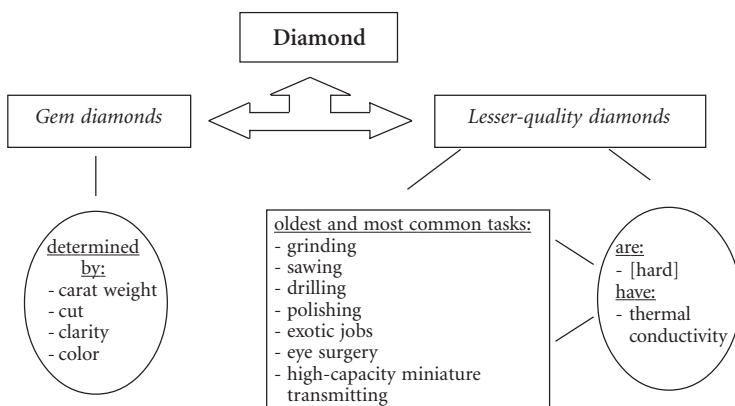 Diamond
Gem diamonds
Lesser-quality diamonds
determined
by:
- carat weight
- cut
- clarity
- color
oldest and most common tasks:
- grinding
- sawing
- drilling
- polishing
- exotic jobs
- eye surgery
- high-capacity miniature
transmitting
are:
- [hard]
have:
- thermal
conductivity